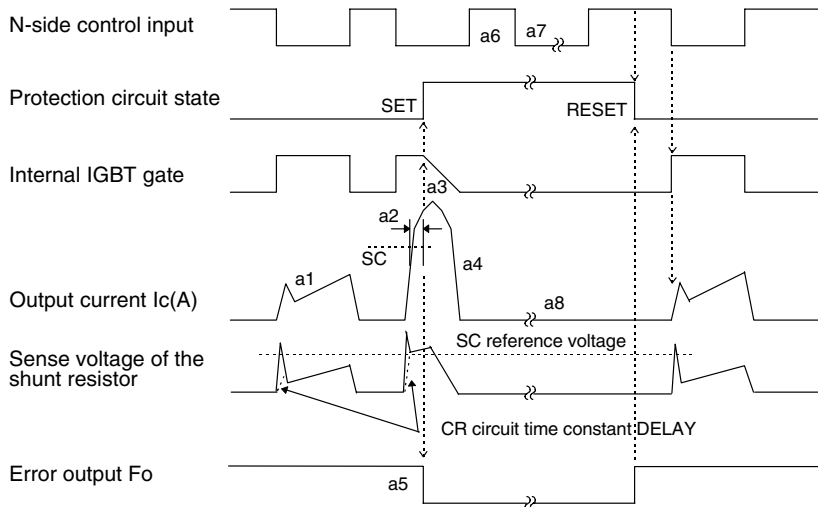 N-side control input
a6
a7
Protection circuit state
SET
RESET
Internal IGBT gate
a3
a2
SC
a4
a1
a8
Output current Ic(A)
SC reference voltage
Sense voltage of the
shunt resistor
CR circuit time constant DELAY
Error output Fo
a5